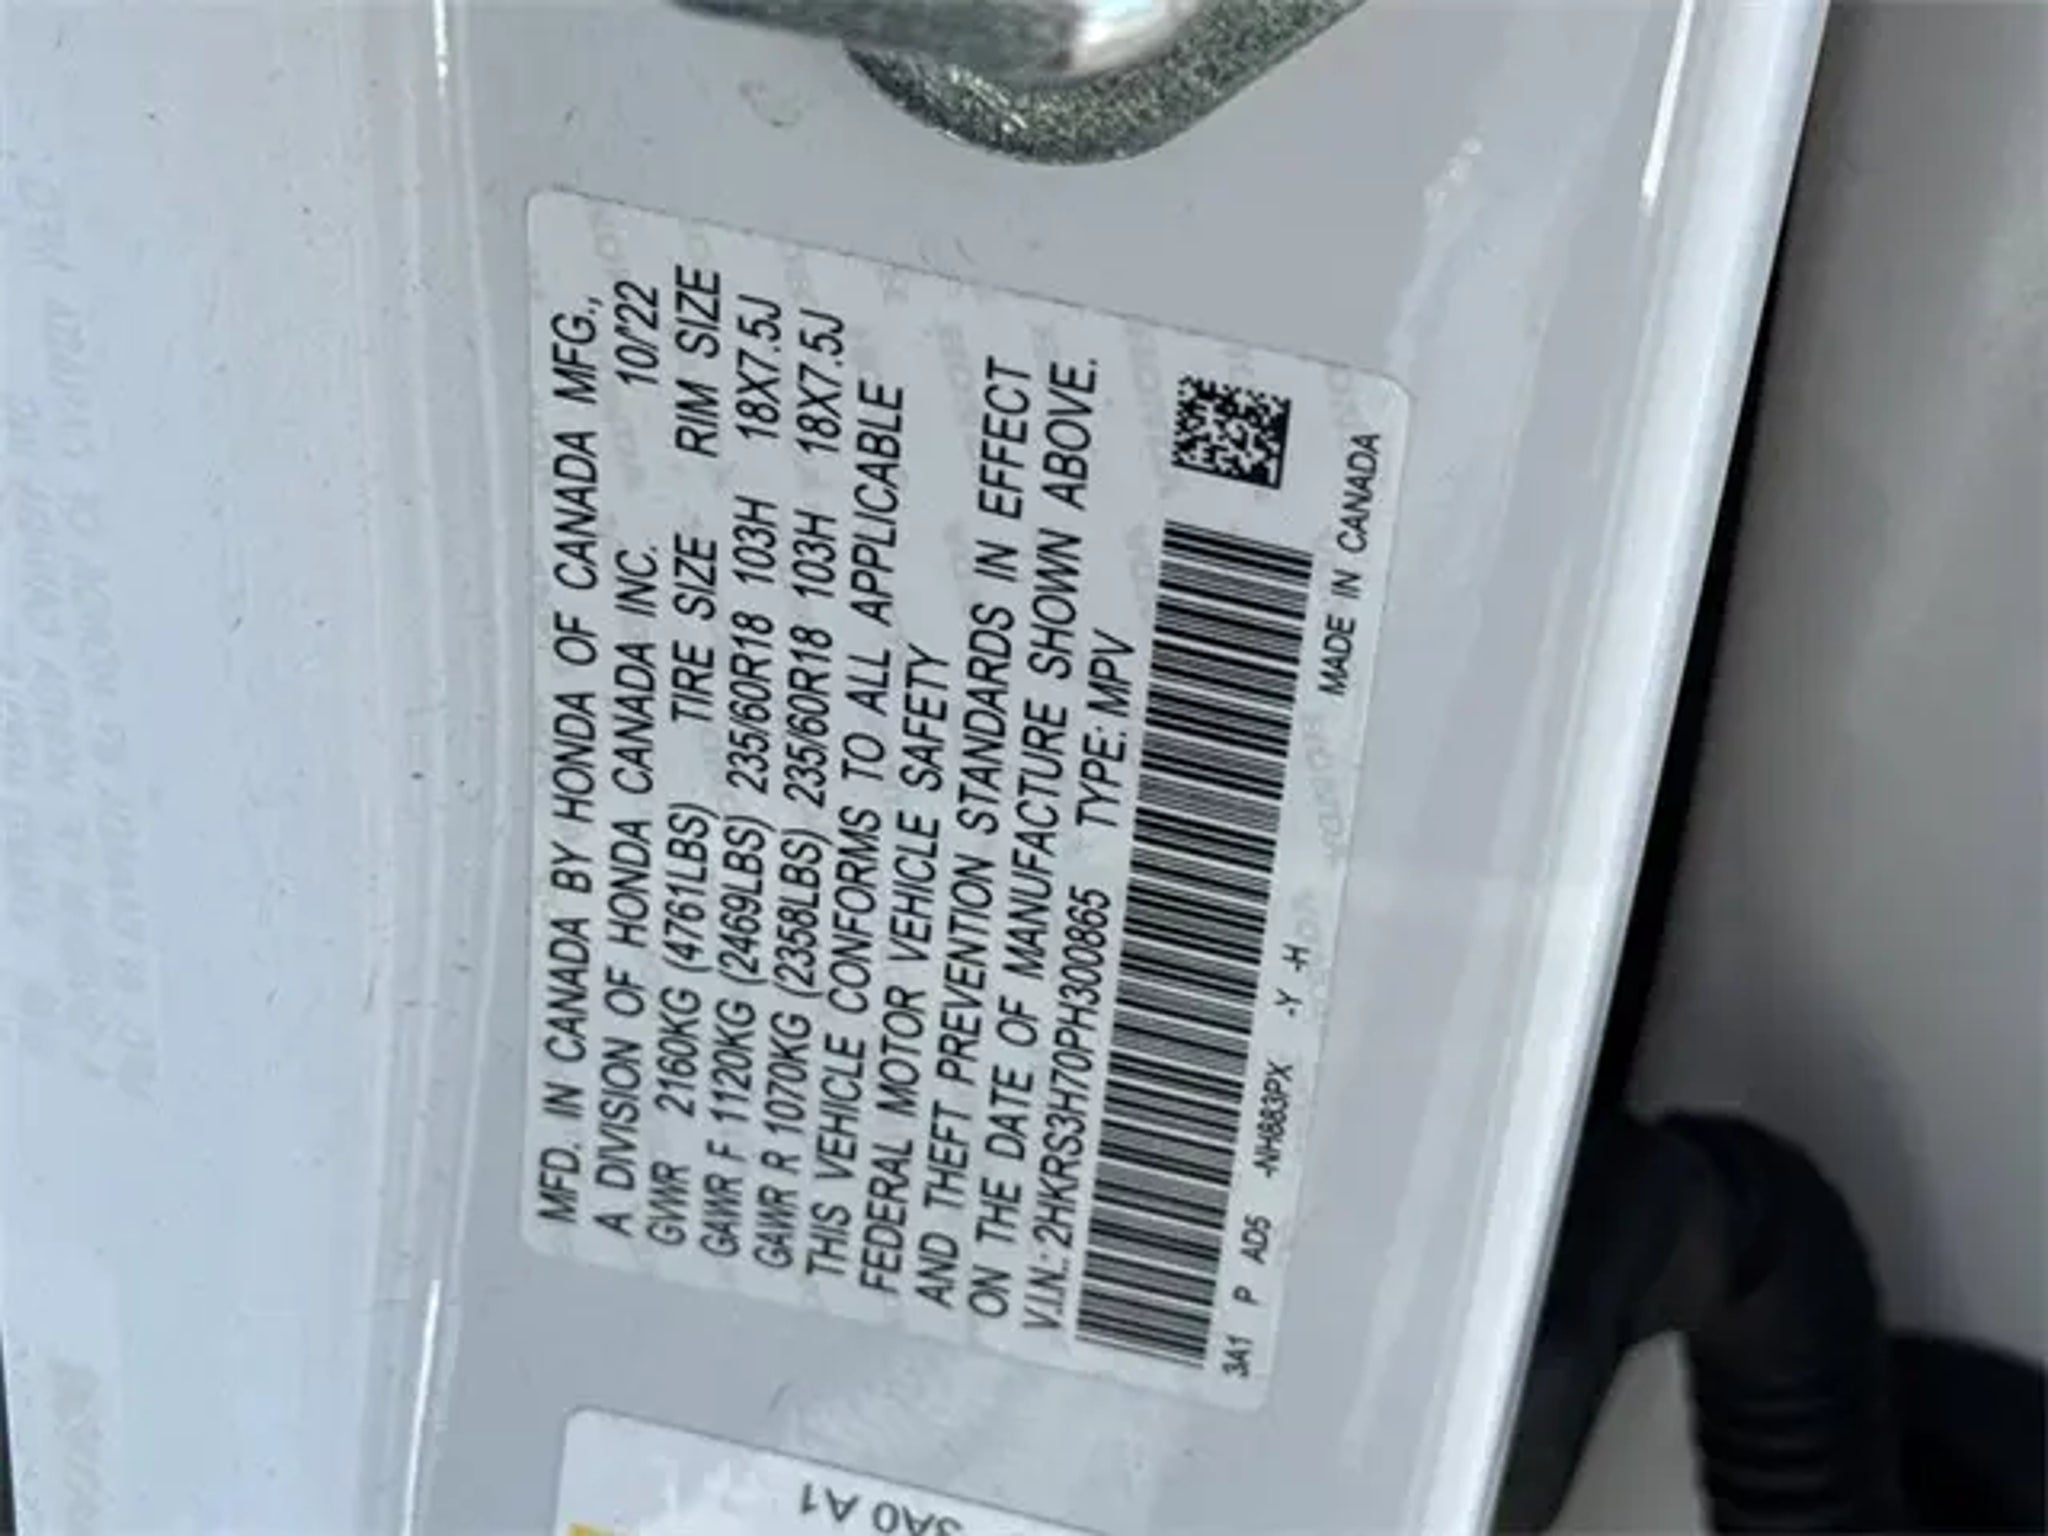 MFD. IN CANADA BY HONDA OF CANADA MFG.,
A DIVISION OF HONDA CANADA INC. 10/'22
GVWR 2160KG (4761LBS) TIRE SIZE RIM SIZE
GAWR F 1120KG (2469LBS) 235/60R18 103H 18X7.5J
GAWR R 1070KG (2358LBS) 235/60R18 103H 18X7.5J
THIS VEHICLE CONFORMS TO ALL APPLICABLE
FEDERAL MOTOR VEHICLE SAFETY
AND THEFT PREVENTION STANDARDS IN EFFECT
ON THE DATE OF MANUFACTURE SHOWN ABOVE.
V.I.N.: 2HKRS3H70PH300865 TYPE: MPV
3A1 P AD5 -NH883PX -Y -H MADE IN CANADA
3A0 A1